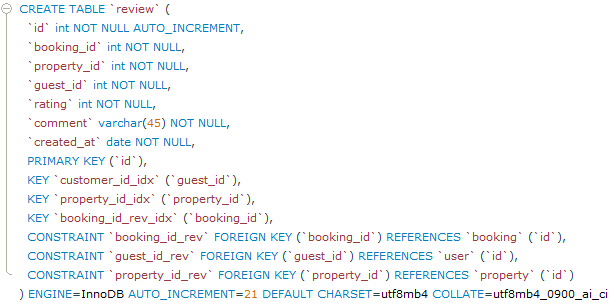 CREATE TABLE `review` (
`id` int NOT NULL AUTO_INCREMENT,
`booking_id` int NOT NULL,
`property_id` int NOT NULL,
`guest_id` int NOT NULL,
`rating` int NOT NULL,
`comment` varchar(45) NOT NULL,
`created_at` date NOT NULL,
PRIMARY KEY (`id`),
KEY `customer_id_idx` (`guest_id`),
KEY `property_id_idx` (`property_id`),
KEY `booking_id_rev_idx` (`booking_id`),
CONSTRAINT `booking_id_rev` FOREIGN KEY (`booking_id`) REFERENCES `booking` (`id`),
CONSTRAINT `guest_id_rev` FOREIGN KEY (`guest_id`) REFERENCES `user` (`id`),
CONSTRAINT `property_id_rev` FOREIGN KEY (`property_id`) REFERENCES `property` (`id`)
) ENGINE=InnoDB AUTO_INCREMENT=21 DEFAULT CHARSET=utf8mb4 COLLATE=utf8mb4_0900_ai_ci